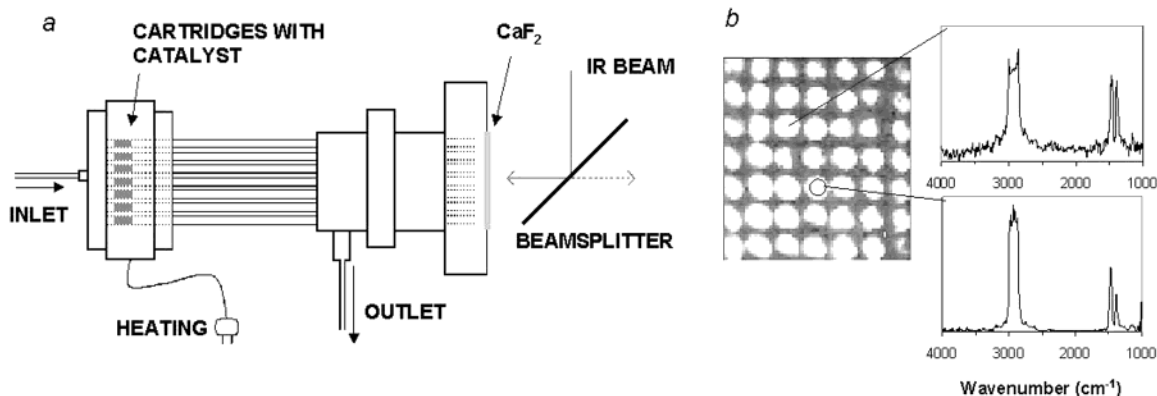 a
CARTRIDGES WITH
CATALYST
CaF₂
IR BEAM
INLET
BEAMSPLITTER
OUTLET
HEATING
b
4000 3000 2000 1000
4000 3000 2000 1000
Wavenumber (cm⁻¹)